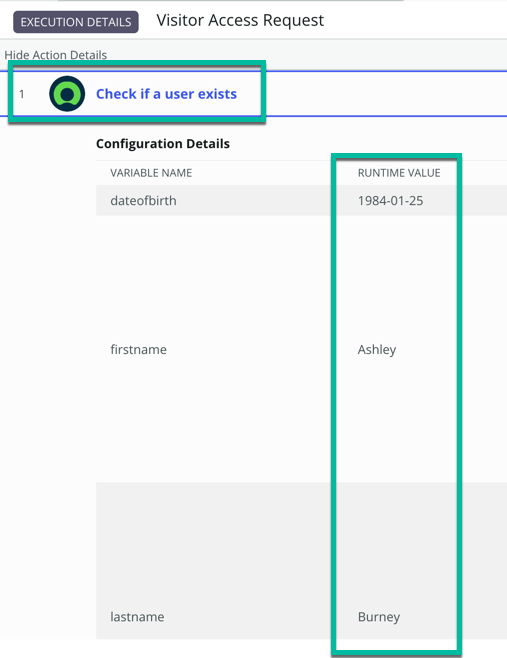 EXECUTION DETAILS Visitor Access Request
Hide Action Details
1 Check if a user exists
Configuration Details
VARIABLE NAME RUNTIME VALUE
dateofbirth 1984-01-25
firstname Ashley
lastname Burney